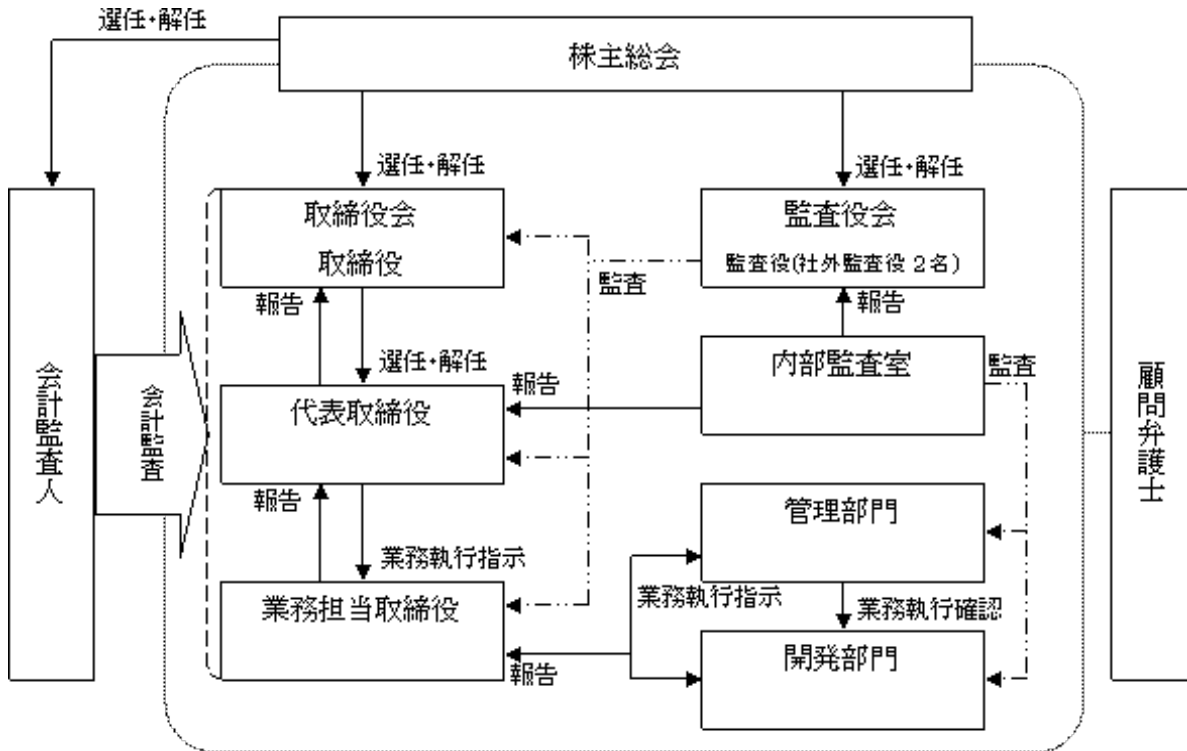 選任・解任
株主総会
選任・解任
選任・解任
取締役会
取締役
監査役会
監査役(社外監査役2名)
監査
報告
報告
選任・解任
内部監査室
監査
報告
代表取締役
会計監査人
会計監査
顧問弁護士
報告
管理部門
業務執行指示
業務執行指示
業務執行確認
業務担当取締役
報告
開発部門